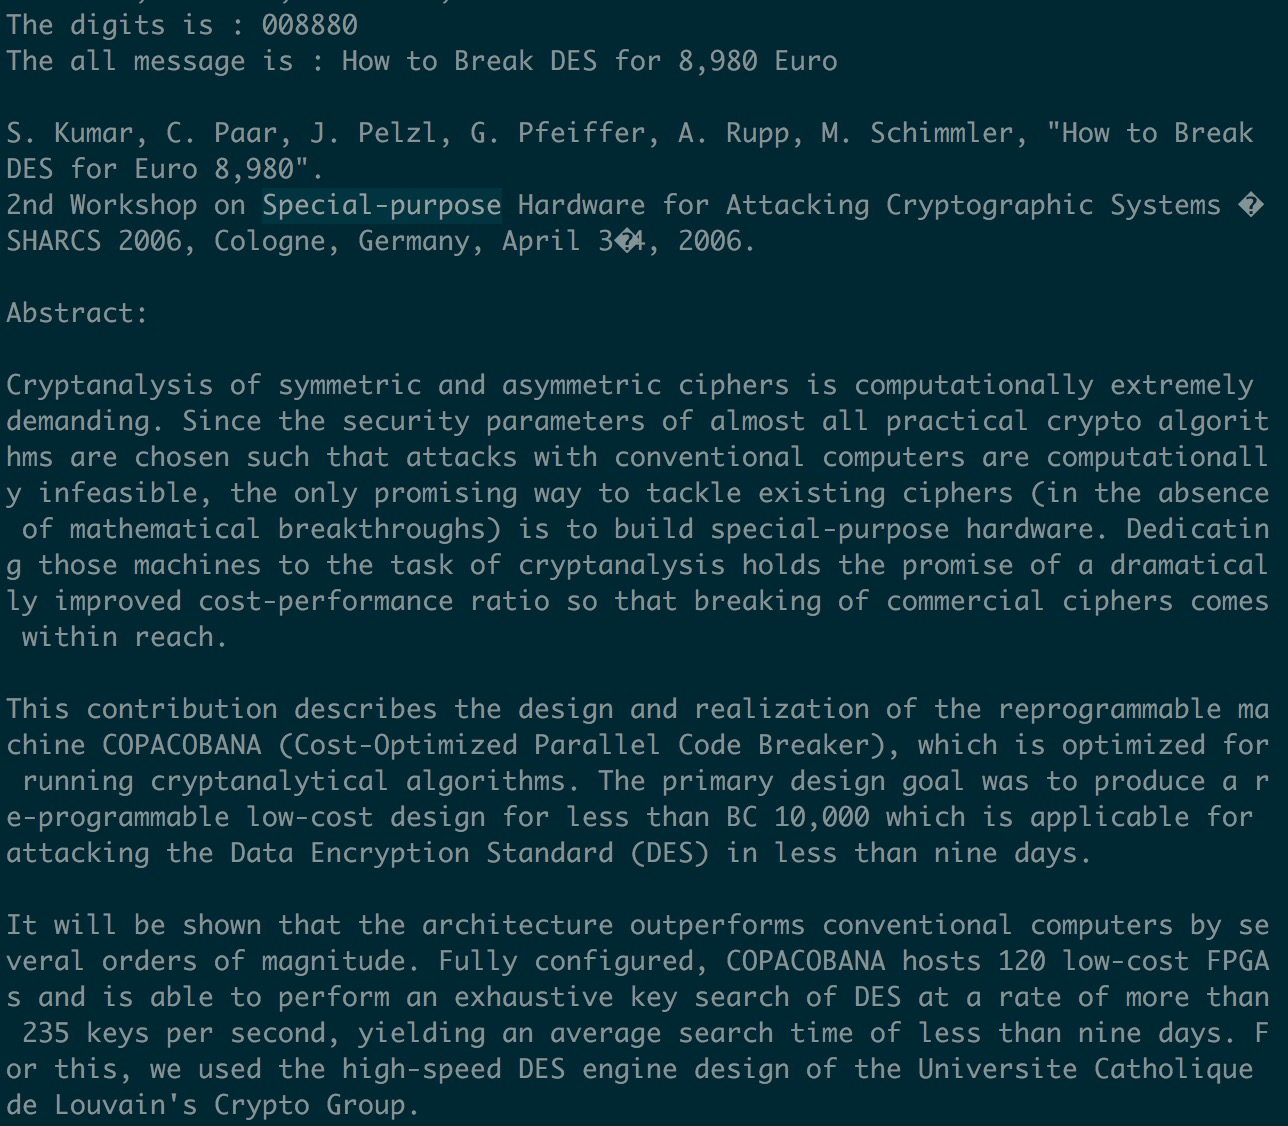 The digits is : 008880
The all message is : How to Break DES for 8,980 Euro
S. Kumar, C. Paar, J. Pelzl, G. Pfeiffer, A. Rupp, M. Schimmler, "How to Break
DES for Euro 8,980".
2nd Workshop on Special-purpose Hardware for Attacking Cryptographic Systems �
SHARCS 2006, Cologne, Germany, April 3�4, 2006.
Abstract:
Cryptanalysis of symmetric and asymmetric ciphers is computationally extremely
demanding. Since the security parameters of almost all practical crypto algorit
hms are chosen such that attacks with conventional computers are computationall
y infeasible, the only promising way to tackle existing ciphers (in the absence
 of mathematical breakthroughs) is to build special-purpose hardware. Dedicatin
g those machines to the task of cryptanalysis holds the promise of a dramatical
ly improved cost-performance ratio so that breaking of commercial ciphers comes
 within reach.
This contribution describes the design and realization of the reprogrammable ma
chine COPACOBANA (Cost-Optimized Parallel Code Breaker), which is optimized for
 running cryptanalytical algorithms. The primary design goal was to produce a r
e-programmable low-cost design for less than BC 10,000 which is applicable for
attacking the Data Encryption Standard (DES) in less than nine days.
It will be shown that the architecture outperforms conventional computers by se
veral orders of magnitude. Fully configured, COPACOBANA hosts 120 low-cost FPGA
s and is able to perform an exhaustive key search of DES at a rate of more than
 235 keys per second, yielding an average search time of less than nine days. F
or this, we used the high-speed DES engine design of the Universite Catholique
de Louvain's Crypto Group.